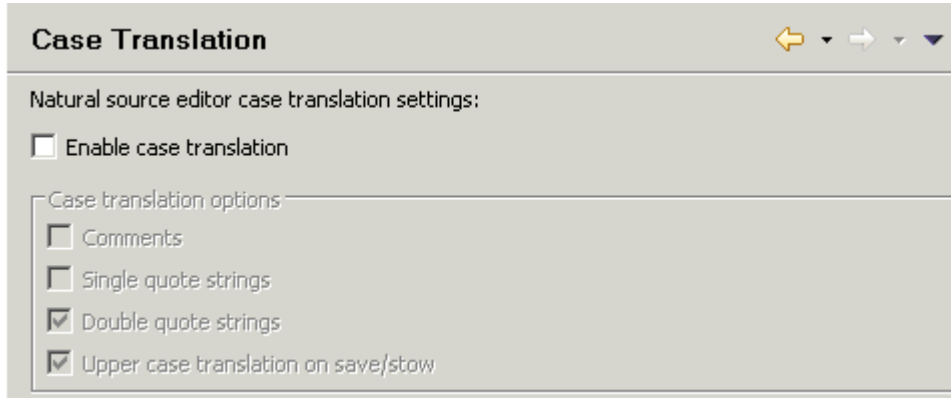 Case Translation
Natural source editor case translation settings:
Enable case translation
Case translation options
Comments
Single quote strings
Double quote strings
Upper case translation on save/stow